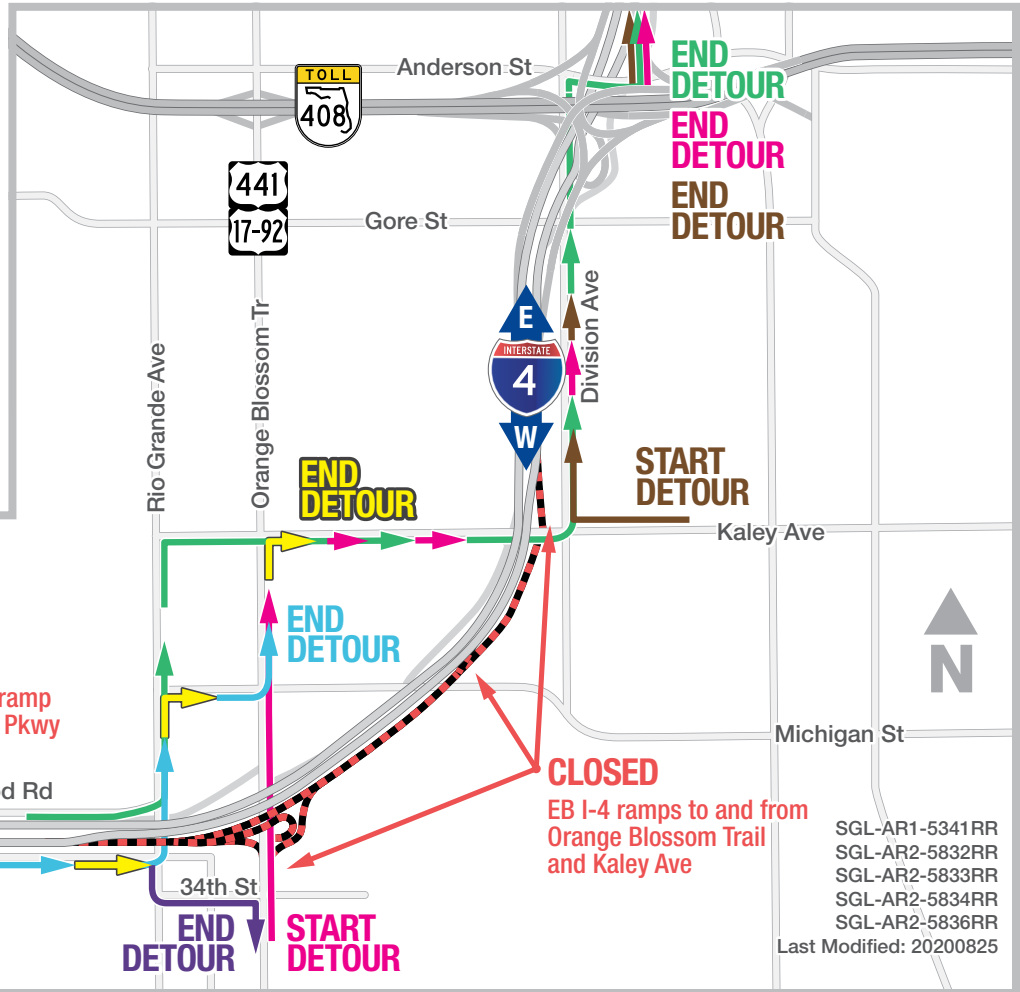 Anderson St
TOLL
408
END
DETOUR
END
DETOUR
END
DETOUR
441
17-92
Gore St
Rio Grande Ave
Orange Blossom Tr
Division Ave
E
INTERSTATE
4
W
END
DETOUR
START
DETOUR
Kaley Ave
END
DETOUR
N
ramp
Pkwy
Michigan St
d Rd
CLOSED
EB I-4 ramps to and from
Orange Blossom Trail
and Kaley Ave
34th St
END
DETOUR
START
DETOUR
SGL-AR1-5341RR
SGL-AR2-5832RR
SGL-AR2-5833RR
SGL-AR2-5834RR
SGL-AR2-5836RR
Last Modified: 20200825